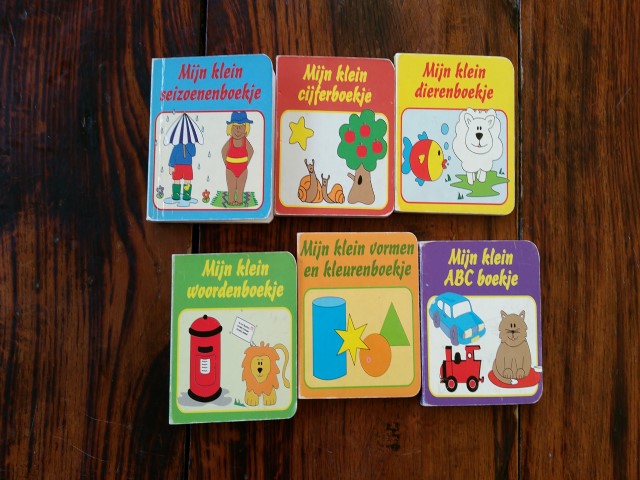 Mijn klein
ABC boekje
Mijn klein vormen
en kleurenboekje
Mijn klein
woordenboekje
Mijn klein
dierenboekje
Mijn klein
cijferboekje
Mijn klein
seizoenenboekje